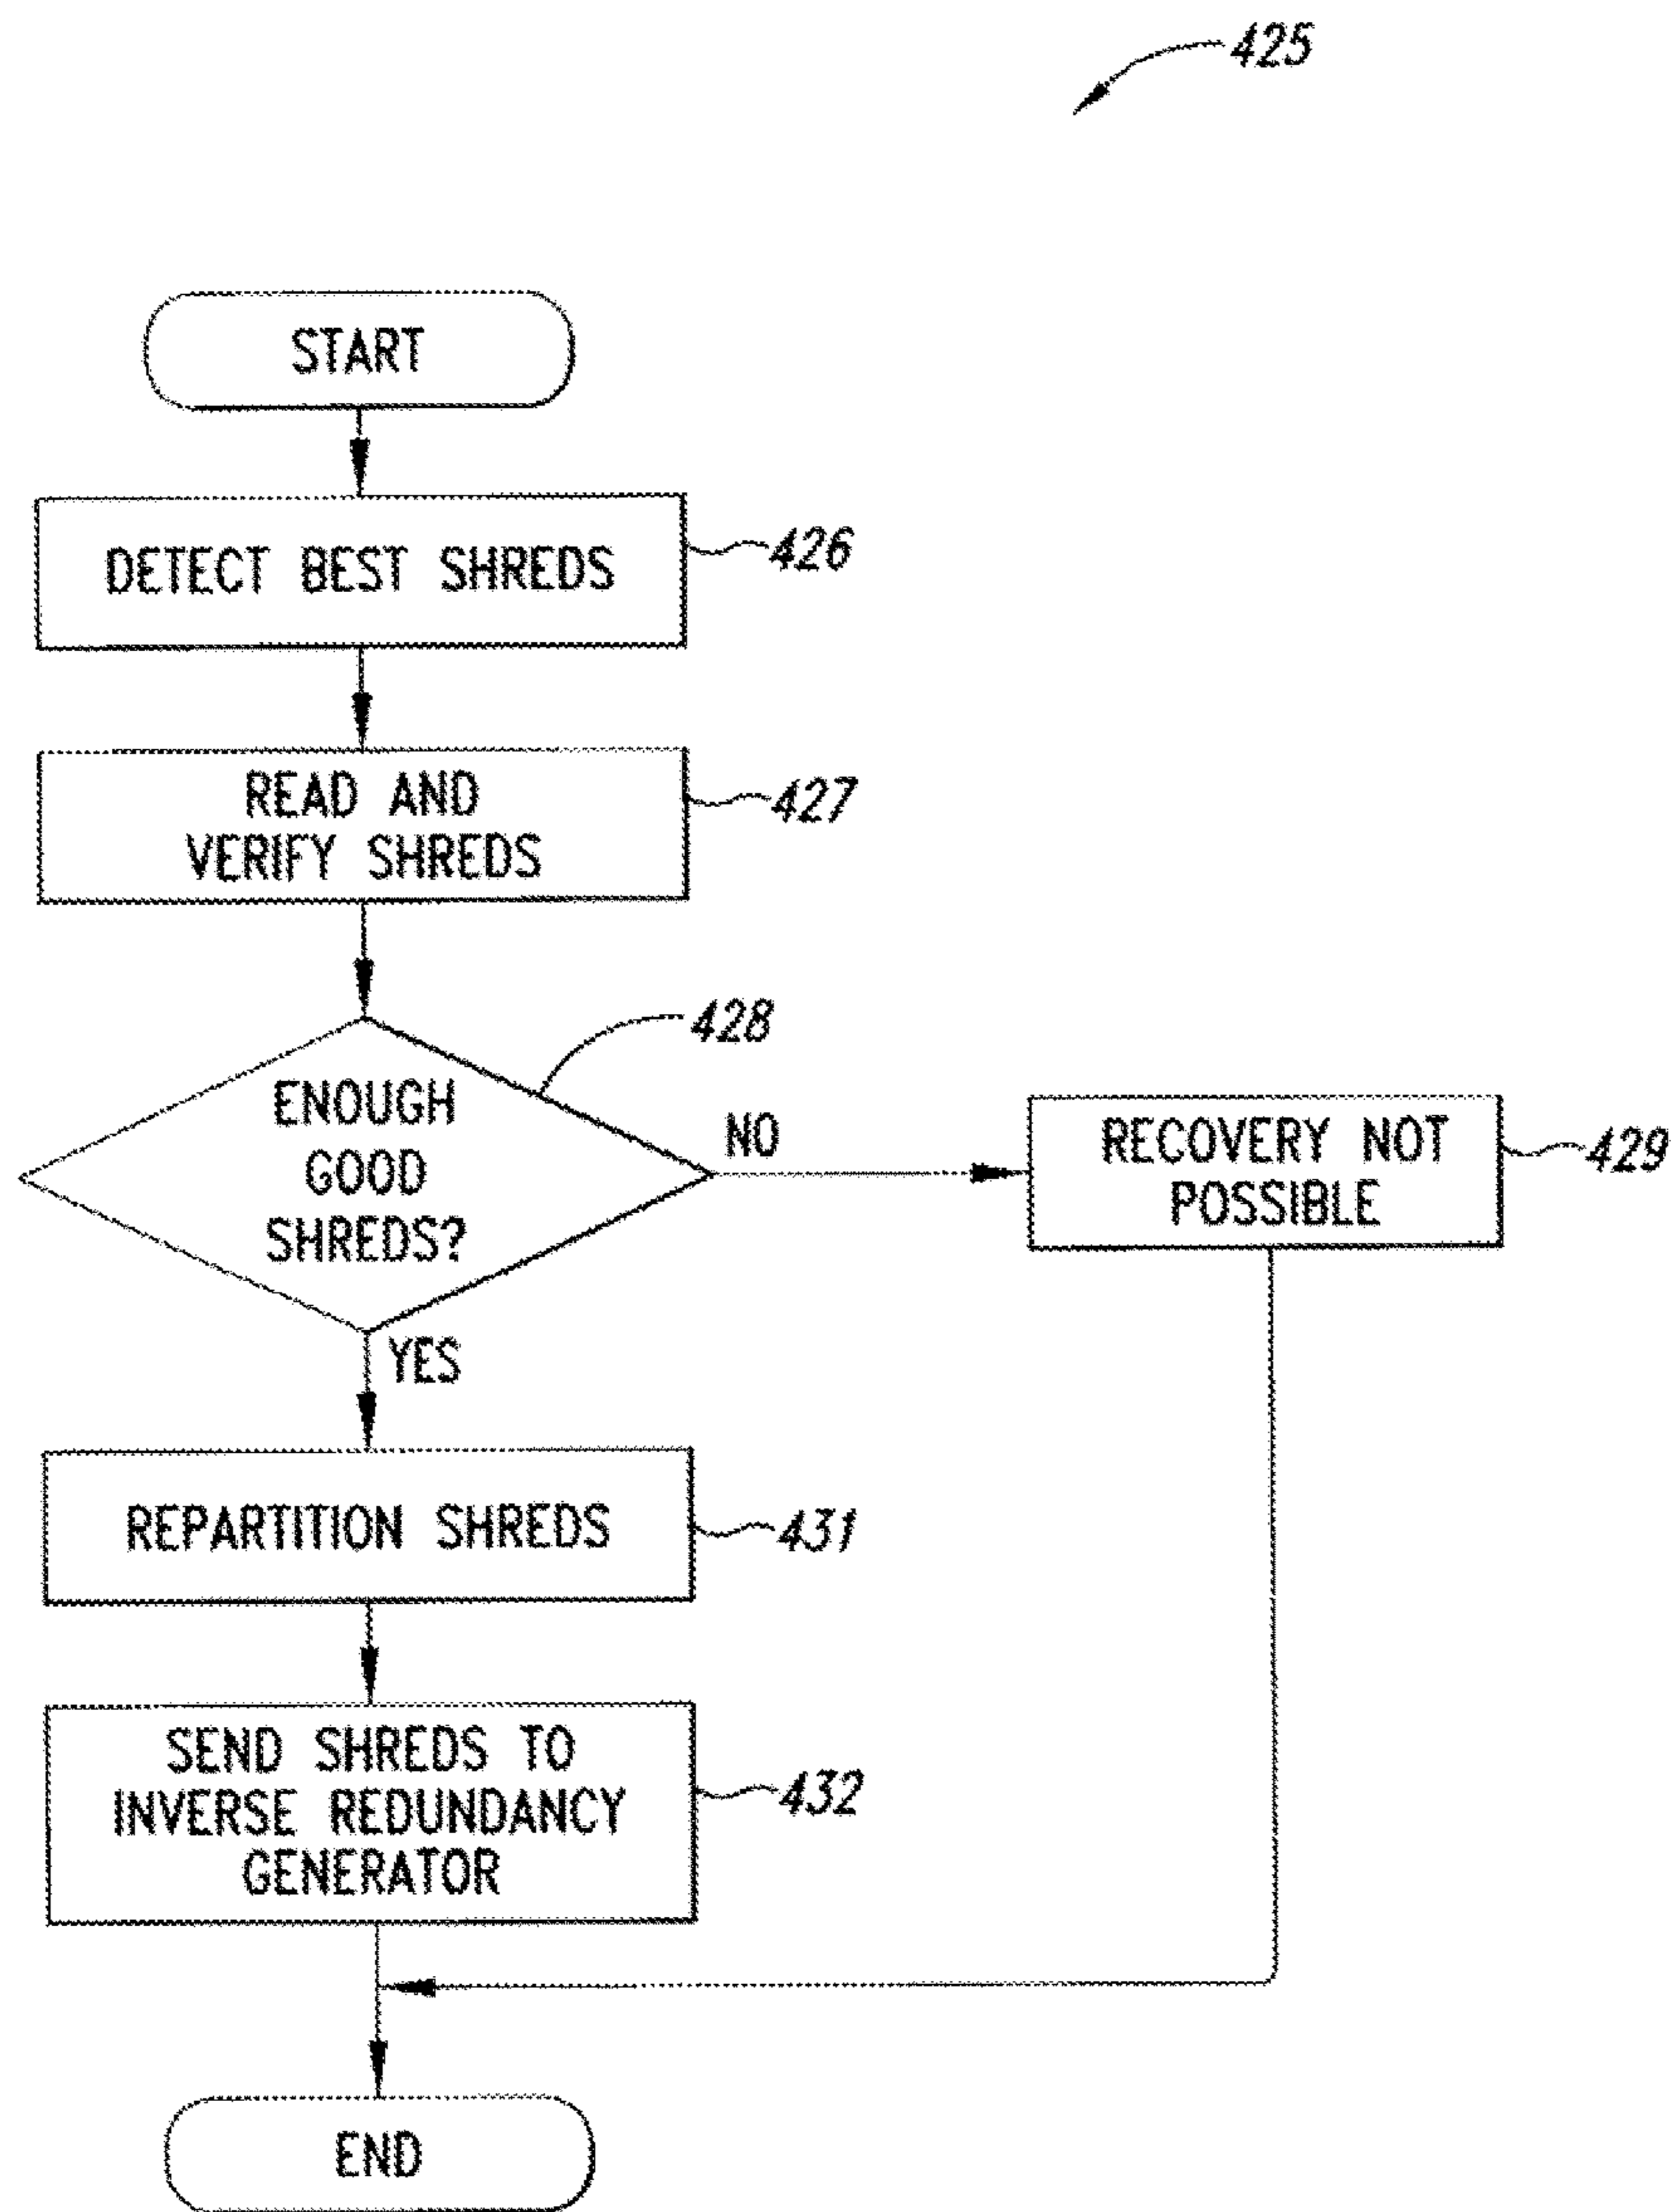 425
START
DETECT BEST SHREDS
426
READ AND
VERIFY SHREDS
427
428
ENOUGH
GOOD
SHREDS?
NO
RECOVERY NOT
POSSIBLE
429
YES
REPARTITION SHREDS
431
SEND SHREDS TO
INVERSE REDUNDANCY
GENERATOR
432
END